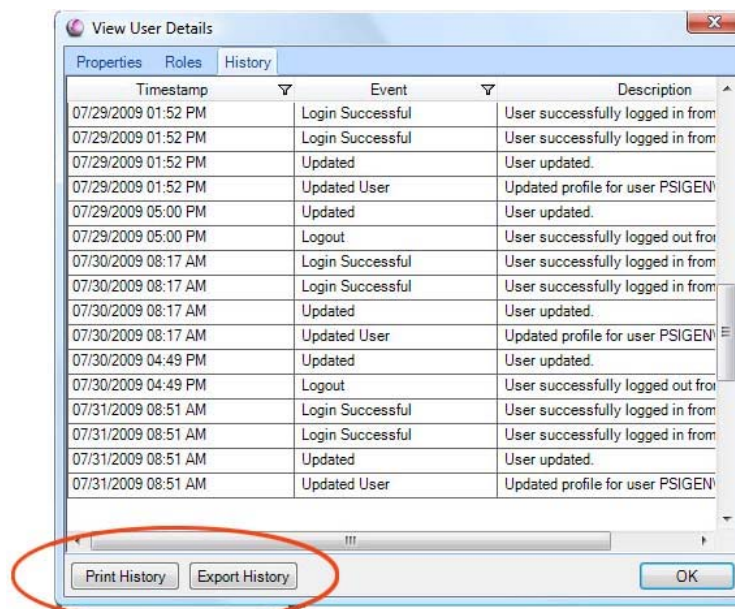 View User Details
Properties Roles History
Timestamp Event Description
07/29/2009 01:52 PM Login Successful User successfully logged in from
07/29/2009 01:52 PM Login Successful User successfully logged in from
07/29/2009 01:52 PM Updated User updated.
07/29/2009 01:52 PM Updated User Updated profile for user PSIGEN\
07/29/2009 05:00 PM Updated User updated.
07/29/2009 05:00 PM Logout User successfully logged out from
07/30/2009 08:17 AM Login Successful User successfully logged in from
07/30/2009 08:17 AM Login Successful User successfully logged in from
07/30/2009 08:17 AM Updated User updated.
07/30/2009 08:17 AM Updated User Updated profile for user PSIGEN\
07/30/2009 04:49 PM Updated User updated.
07/30/2009 04:49 PM Logout User successfully logged out from
07/31/2009 08:51 AM Login Successful User successfully logged in from
07/31/2009 08:51 AM Login Successful User successfully logged in from
07/31/2009 08:51 AM Updated User updated.
07/31/2009 08:51 AM Updated User Updated profile for user PSIGEN\
Print History Export History OK